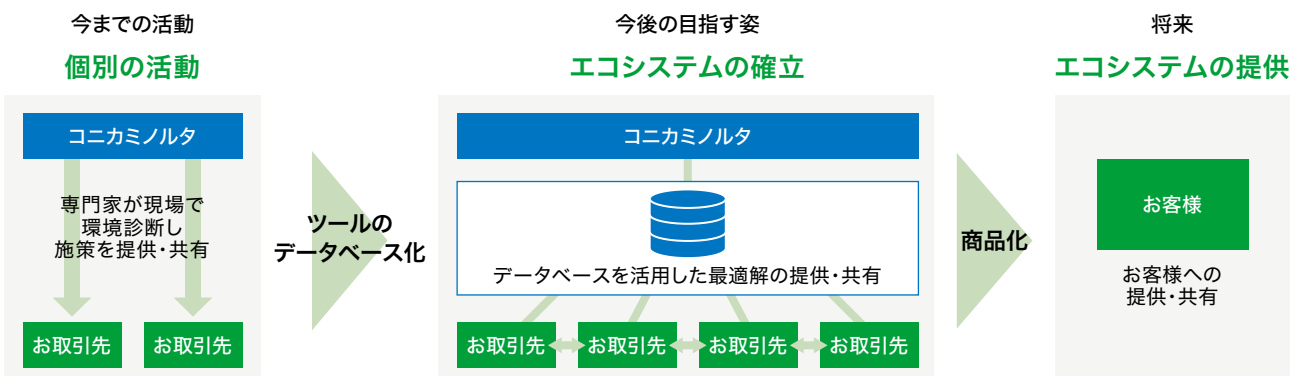 今までの活動
個別の活動
コニカミノルタ
専門家が現場で
環境診断し
施策を提供・共有
お取引先
お取引先
ツールの
データベース化
今後の目指す姿
エコシステムの確立
コニカミノルタ
データベースを活用した最適解の提供・共有
お取引先
お取引先
お取引先
お取引先
商品化
将来
エコシステムの提供
お客様
お客様への
提供・共有